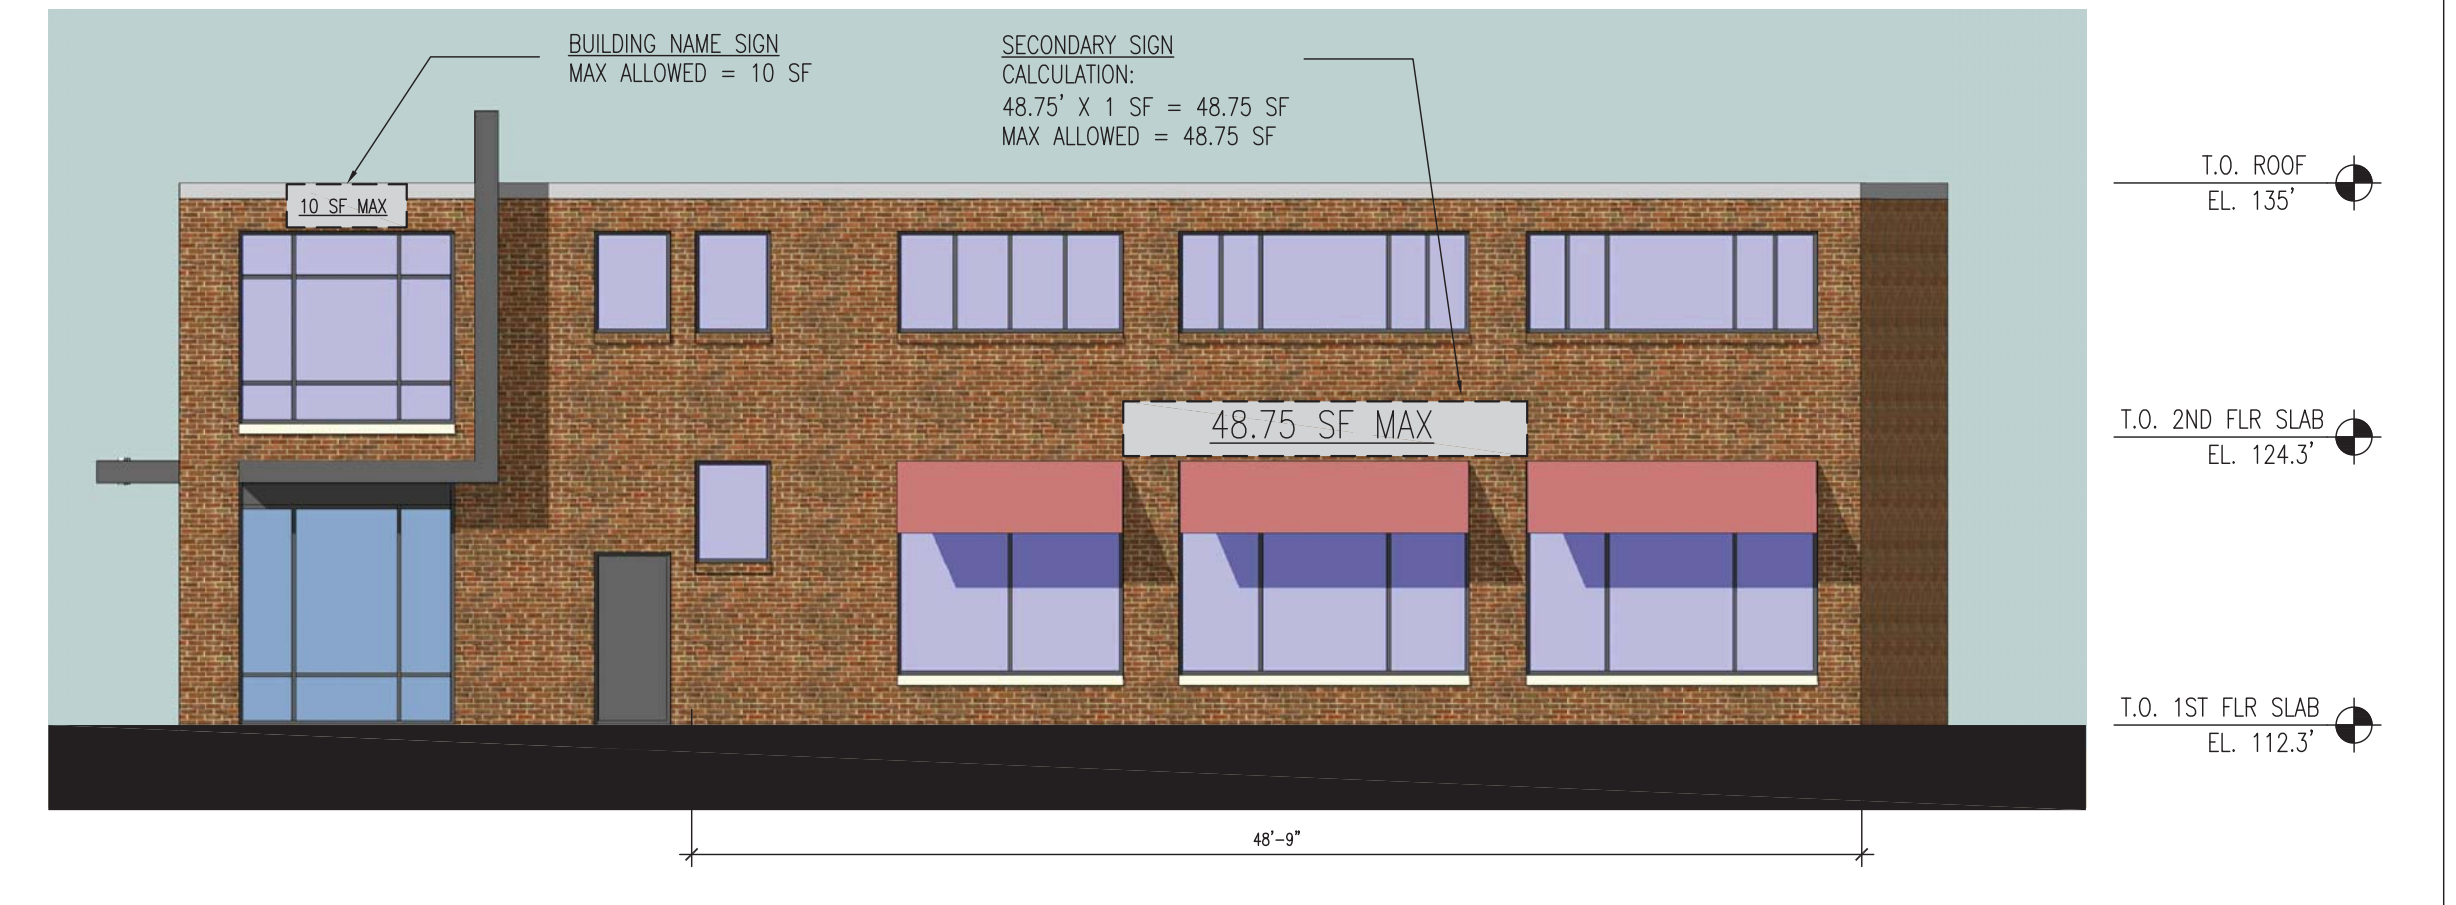 BUILDING NAME SIGN
MAX ALLOWED = 10 SF
SECONDARY SIGN
CALCULATION:
48.75' X 1 SF = 48.75 SF
MAX ALLOWED = 48.75 SF
T.O. ROOF
EL. 135'
10 SF MAX
48.75 SF MAX
T.O. 2ND FLR SLAB
EL. 124.3'
T.O. 1ST FLR SLAB
EL. 112.3'
48'-9"